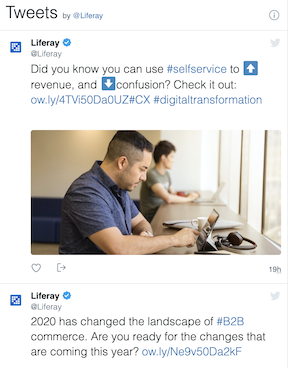 Tweets by @Liferay
Liferay
@Liferay
Did you know you can use #selfservice to ⬆️
revenue, and ⬇️confusion? Check it out:
ow.ly/4TVi50Da0UZ#CX #digitaltransformation
19h
Liferay
@Liferay
2020 has changed the landscape of #B2B
commerce. Are you ready for the changes that
are coming this year? ow.ly/Ne9v50Da2kF